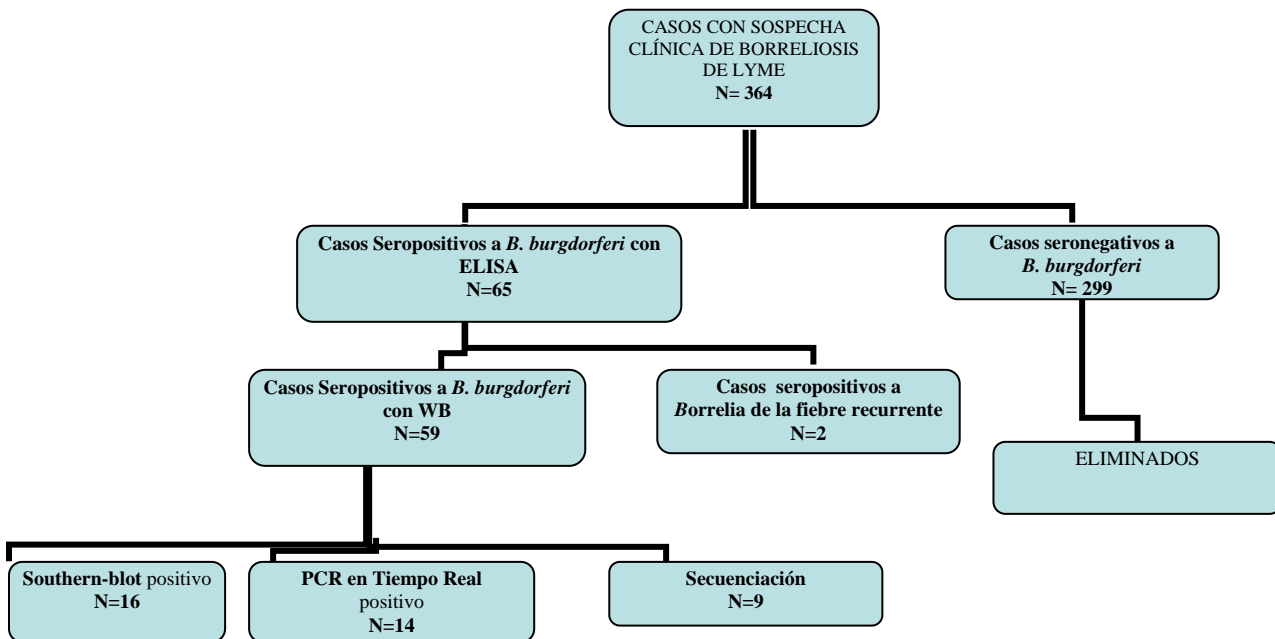 CASOS CON SOSPECHA
CLÍNICA DE BORRELIOSIS
DE LYME
N= 364
Casos Seropositivos a B. burgdorferi con
ELISA
N=65
Casos seronegativos a
B. burgdorferi
N= 299
Casos Seropositivos a B. burgdorferi
con WB
N=59
Casos seropositivos a
Borrelia de la fiebre recurrente
N=2
ELIMINADOS
Southern-blot positivo
N=16
PCR en Tiempo Real
positivo
N=14
Secuenciación
N=9